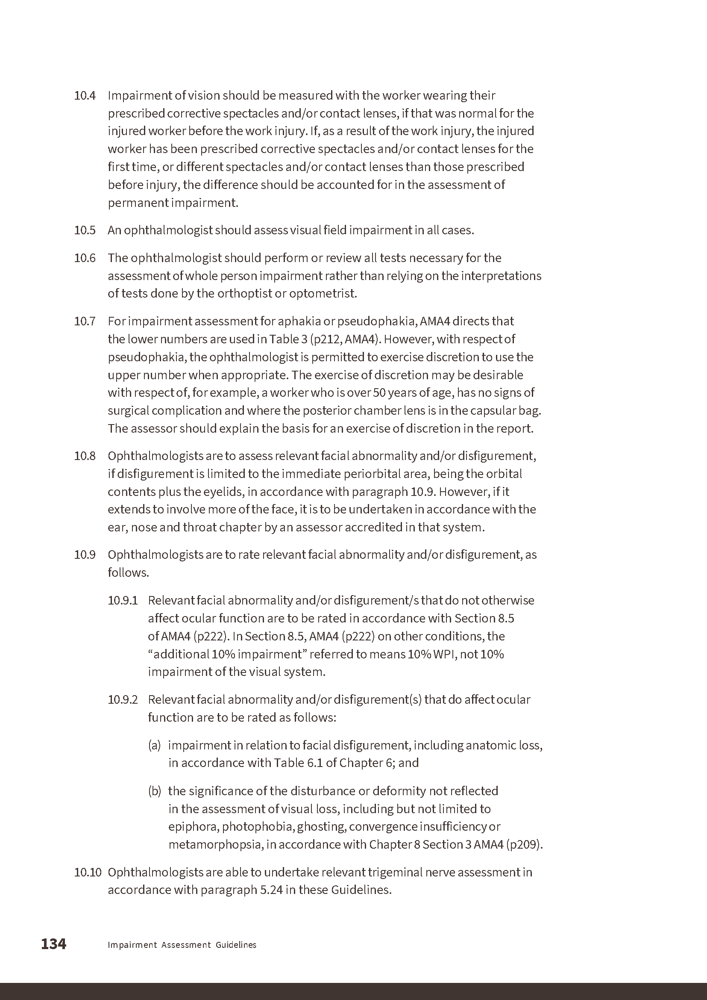 10.4 Impairment of vision should be measured with the worker wearing their
prescribed corrective spectacles and/or contact lenses, if that was normal for the
injured worker before the work injury. If, as a result of the work injury, the injured
worker has been prescribed corrective spectacles and/or contact lenses for the
first time, or different spectacles and/or contact lenses than those prescribed
before injury, the difference should be accounted for in the assessment of
permanent impairment.
10.5 An ophthalmologist should assess visual field impairment in all cases.
10.6 The ophthalmologist should perform or review all tests necessary for the
assessment of whole person impairment rather than relying on the interpretations
of tests done by the orthoptist or optometrist.
10.7 For impairment assessment for aphakia or pseudophakia, AMA4 directs that
the lower numbers are used in Table 3 (p212, AMA4). However, with respect of
pseudophakia, the ophthalmologist is permitted to exercise discretion to use the
upper number when appropriate. The exercise of discretion may be desirable
with respect of, for example, a worker who is over 50 years of age, has no signs of
surgical complication and where the posterior chamber lens is in the capsular bag.
The assessor should explain the basis for an exercise of discretion in the report.
10.8 Ophthalmologists are to assess relevant facial abnormality and/or disfigurement,
if disfigurement is limited to the immediate periorbital area, being the orbital
contents plus the eyelids, in accordance with paragraph 10.9. However, if it
extends to involve more of the face, it is to be undertaken in accordance with the
ear, nose and throat chapter by an assessor accredited in that system.
10.9 Ophthalmologists are to rate relevant facial abnormality and/or disfigurement, as
follows.
10.9.1 Relevant facial abnormality and/or disfigurement/s that do not otherwise
affect ocular function are to be rated in accordance with Section 8.5
of AMA4 (p222). In Section 8.5, AMA4 (p222) on other conditions, the
“additional 10% impairment” referred to means 10% WPI, not 10%
impairment of the visual system.
10.9.2 Relevant facial abnormality and/or disfigurement(s) that do affect ocular
function are to be rated as follows:
(a) impairment in relation to facial disfigurement, including anatomic loss,
in accordance with Table 6.1 of Chapter 6; and
(b) the significance of the disturbance or deformity not reflected
in the assessment of visual loss, including but not limited to
epiphora, photophobia, ghosting, convergence insufficiency or
metamorphopsia, in accordance with Chapter 8 Section 3 AMA4 (p209).
10.10 Ophthalmologists are able to undertake relevant trigeminal nerve assessment in
accordance with paragraph 5.24 in these Guidelines.
134 Impairment Assessment Guidelines